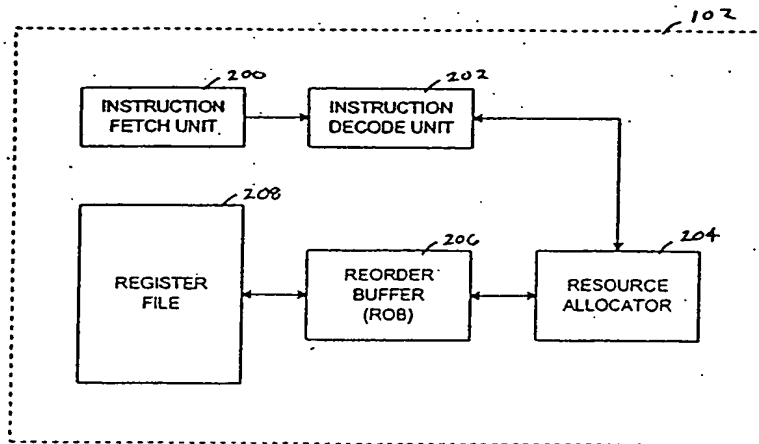 102
200
INSTRUCTION
FETCH UNIT
202
INSTRUCTION
DECODE UNIT
208
REGISTER
FILE
206
REORDER
BUFFER
(ROB)
204
RESOURCE
ALLOCATOR